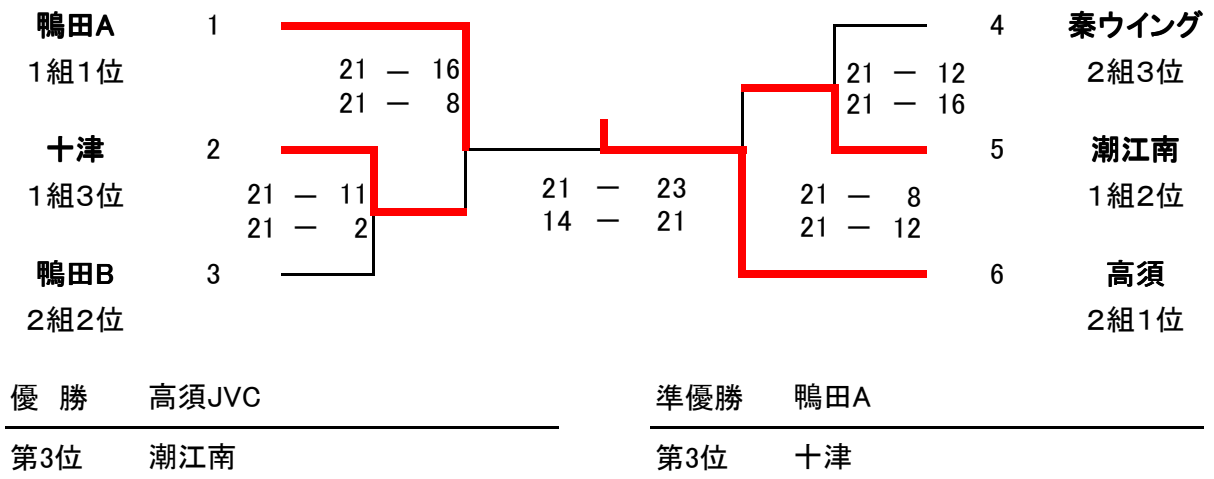 鴨田A 1 4 秦ウイング
1組1位 21 － 16 21 － 12 2組3位
21 － 8 21 － 16
十津 2 5 潮江南
1組3位 21 － 11 21 － 23 21 － 8 1組2位
21 － 2 14 － 21 21 － 12
鴨田B 3 6 高須
2組2位 2組1位
優 勝 高須JVC 準優勝 鴨田A
第3位 潮江南 第3位 十津